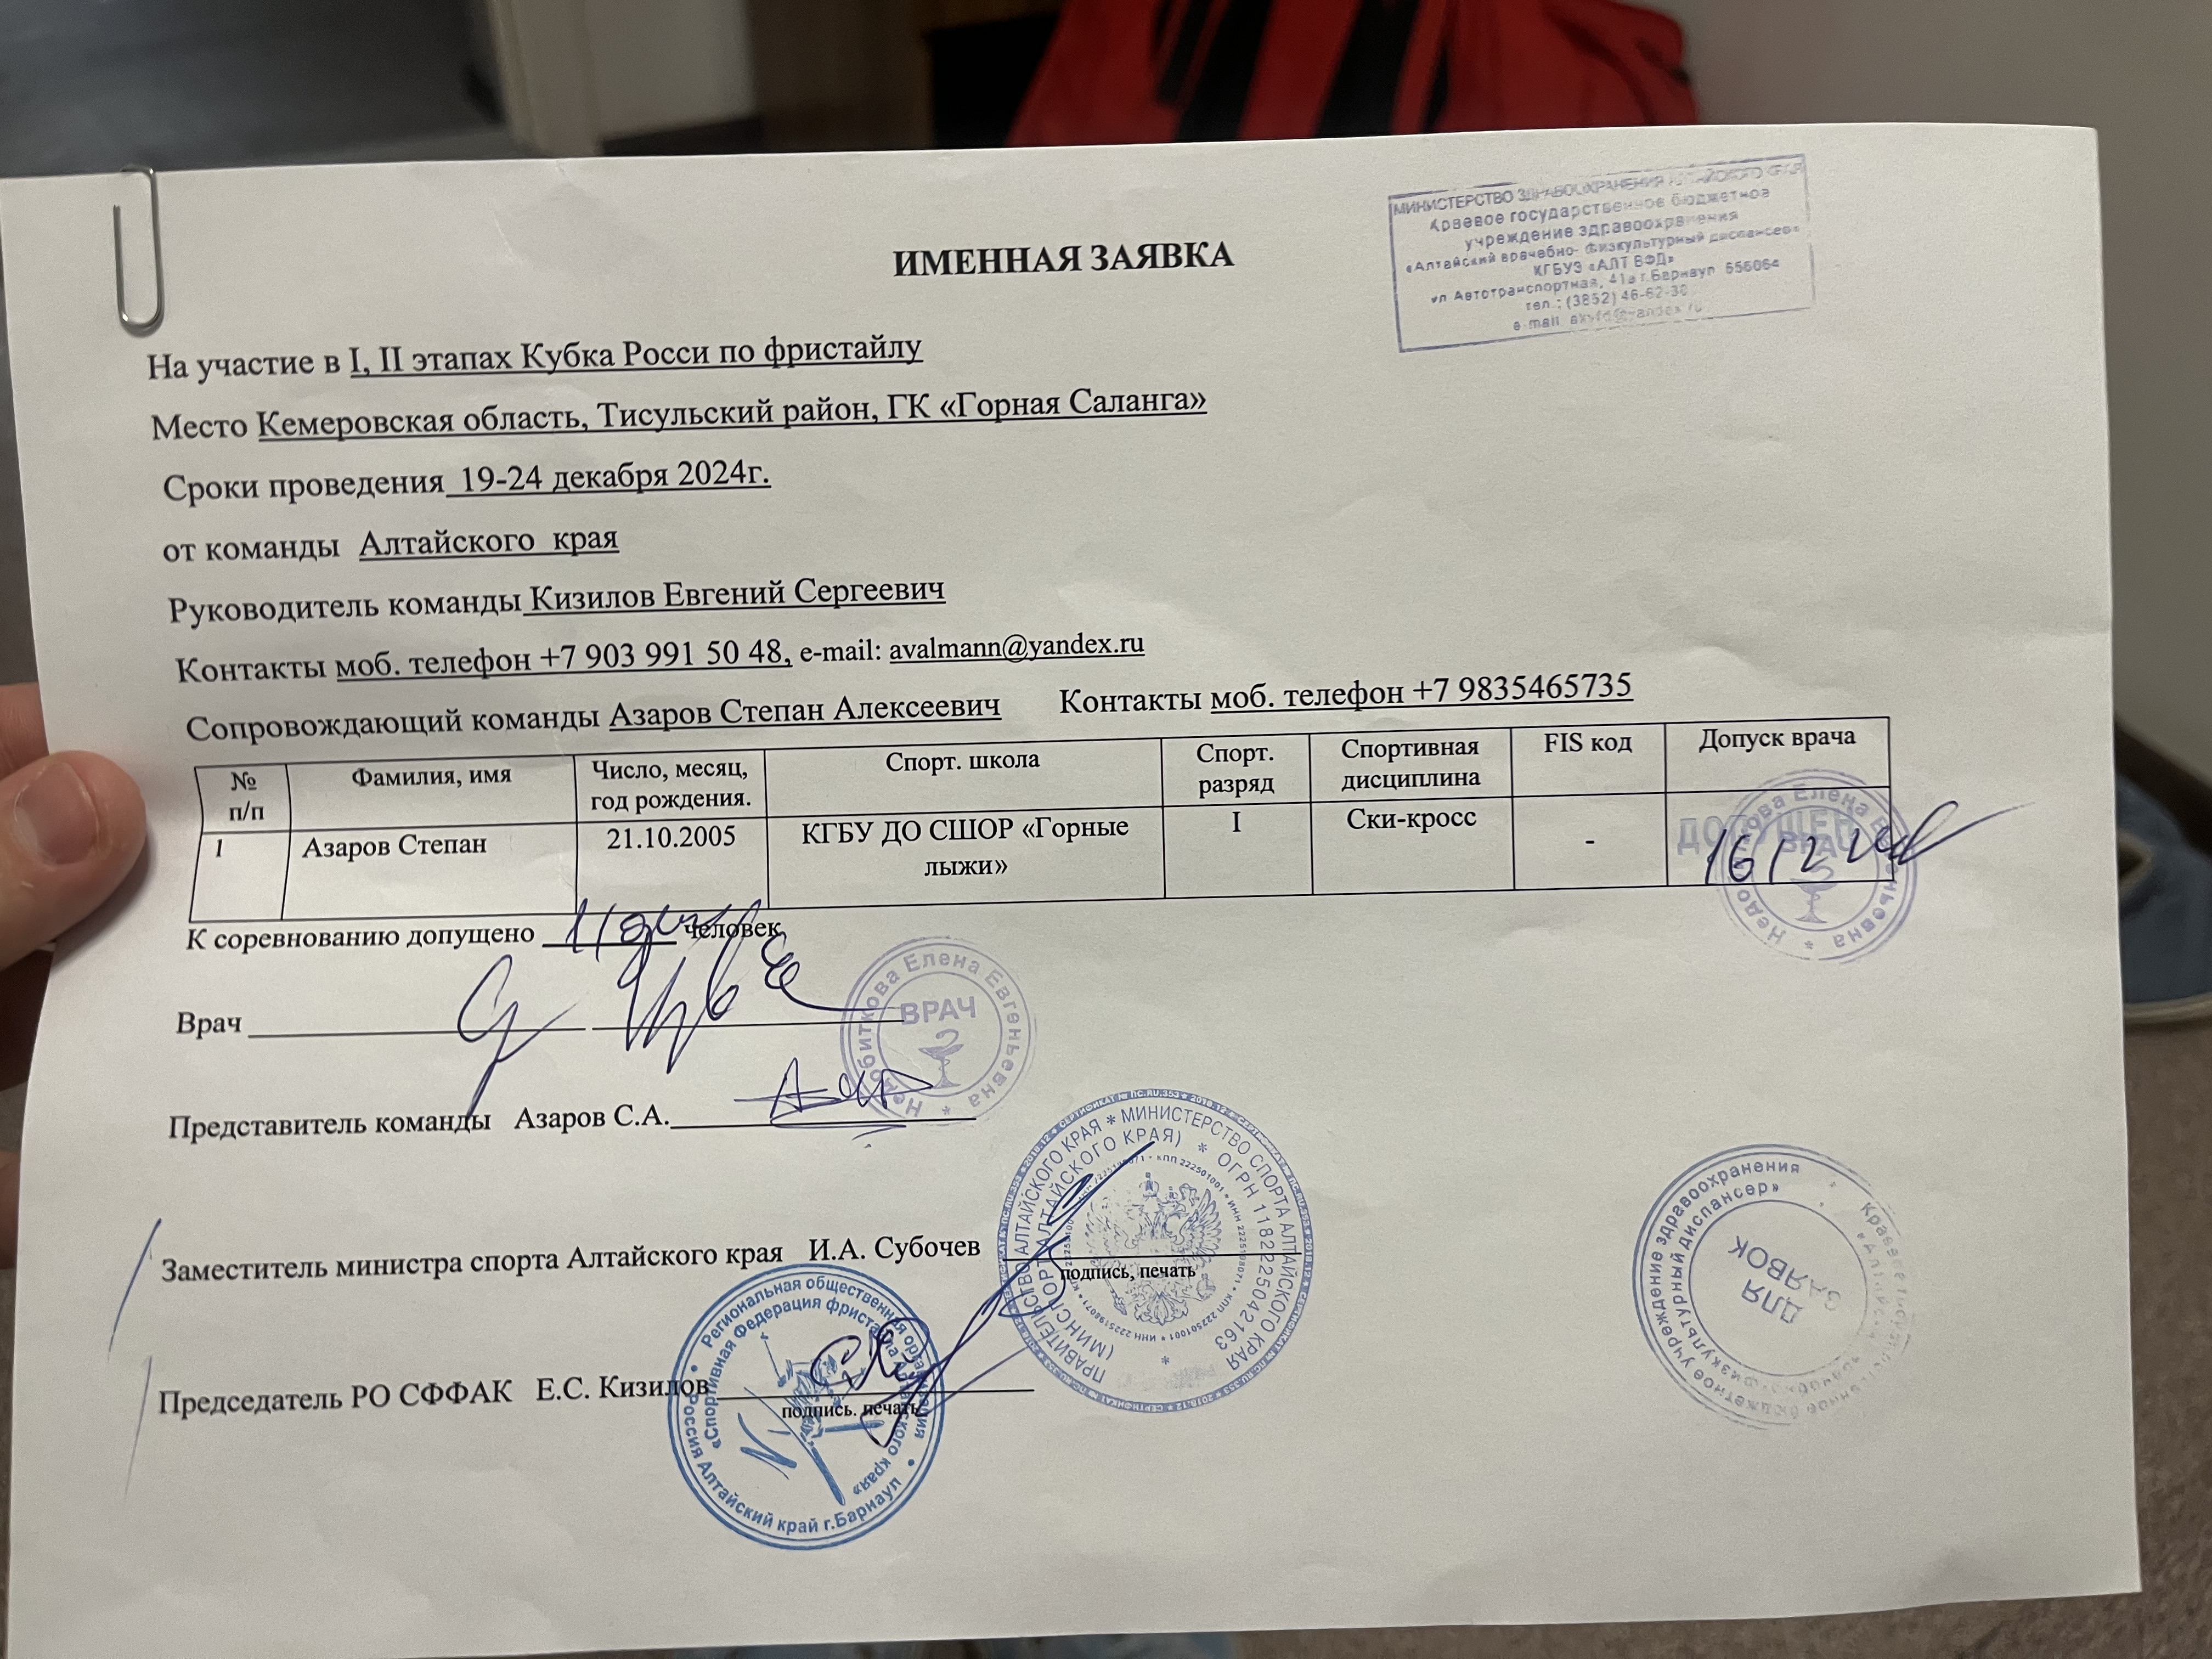 МИНИСТЕРСТВО ЗДРАВООХРАНЕНИЯ АЛТАЙСКОГО КРАЯ
Краевое государственное бюджетное
учреждение здравоохранения
«Алтайский врачебно-физкультурный диспансер»
КГБУЗ «АЛТ ВФД»
ул Автотранспортная, 41а г.Барнаул 656064
тел.: (3852) 46-62-30
e-mail
ИМЕННАЯ ЗАЯВКА
На участие в I, II этапах Кубка Росси по фристайлу
Место Кемеровская область, Тисульский район, ГК «Горная Саланга»
Сроки проведения 19-24 декабря 2024г.
от команды Алтайского края
Руководитель команды Кизилов Евгений Сергеевич
Контакты моб. телефон +7 903 991 50 48, e-mail: avalmann@yandex.ru
Сопровождающий команды Азаров Степан Алексеевич Контакты моб. телефон +7 9835465735
№ п/п Фамилия, имя Число, месяц, год рождения. Спорт. школа Спорт. разряд Спортивная дисциплина FIS код Допуск врача
1 Азаров Степан 21.10.2005 КГБУ ДО СШОР «Горные лыжи» I Ски-кросс -
ДОПУЩЕН
ВРАЧ
Елена Евгеньевна
К соревнованию допущено человек
Врач
Незобиткова Елена Евгеньевна
ВРАЧ
Представитель команды Азаров С.А.
ПРАВИТЕЛЬСТВО АЛТАЙСКОГО КРАЯ * МИНИСТЕРСТВО СПОРТА АЛТАЙСКОГО КРАЯ
(МИНСПОРТА АЛТАЙСКОГО КРАЯ) * ОГРН 1182225042163
Заместитель министра спорта Алтайского края И.А. Субочев
подпись, печать
Председатель РО СФФАК Е.С. Кизилов
подпись. печать
Региональная общественная организация
«Спортивная Федерация фристайла Алтайского края»
Россия Алтайский край г.Барнаул
Краевое государственное бюджетное учреждение здравоохранения
«Алтайский врачебно-физкультурный диспансер»
ДЛЯ
ЗАЯВОК